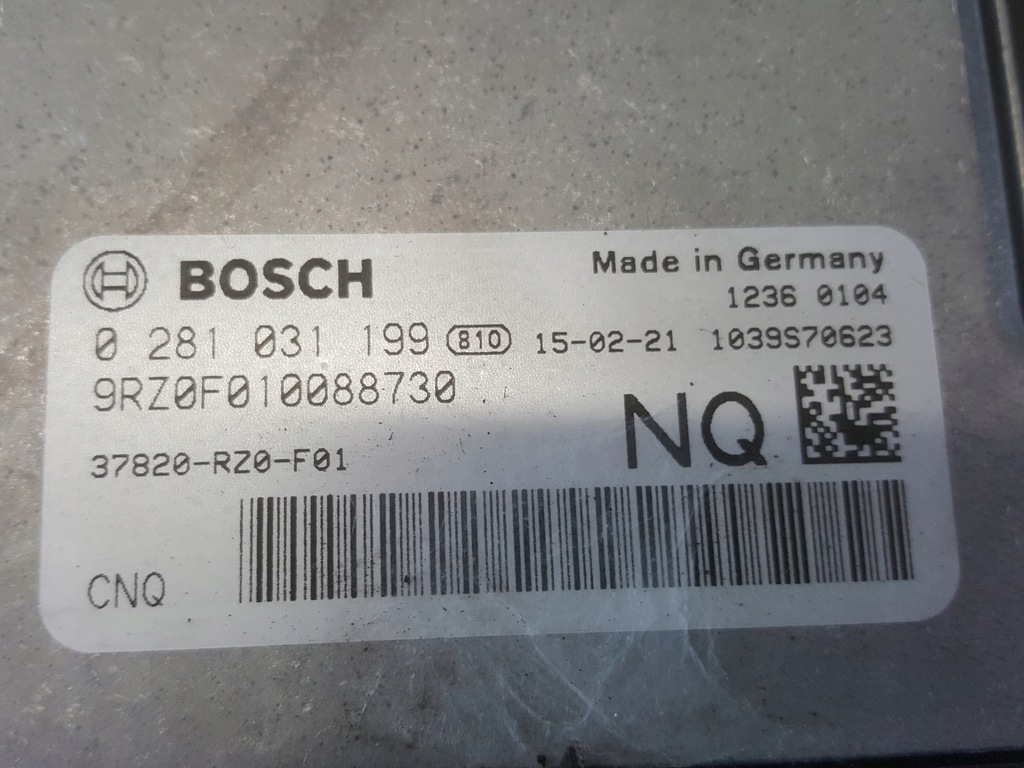 BOSCH
Made in Germany
1236 0104
0 281 031 199 810 15-02-21 1039S70623
9RZ0F010088730
NQ
37820-RZ0-F01
CNQ